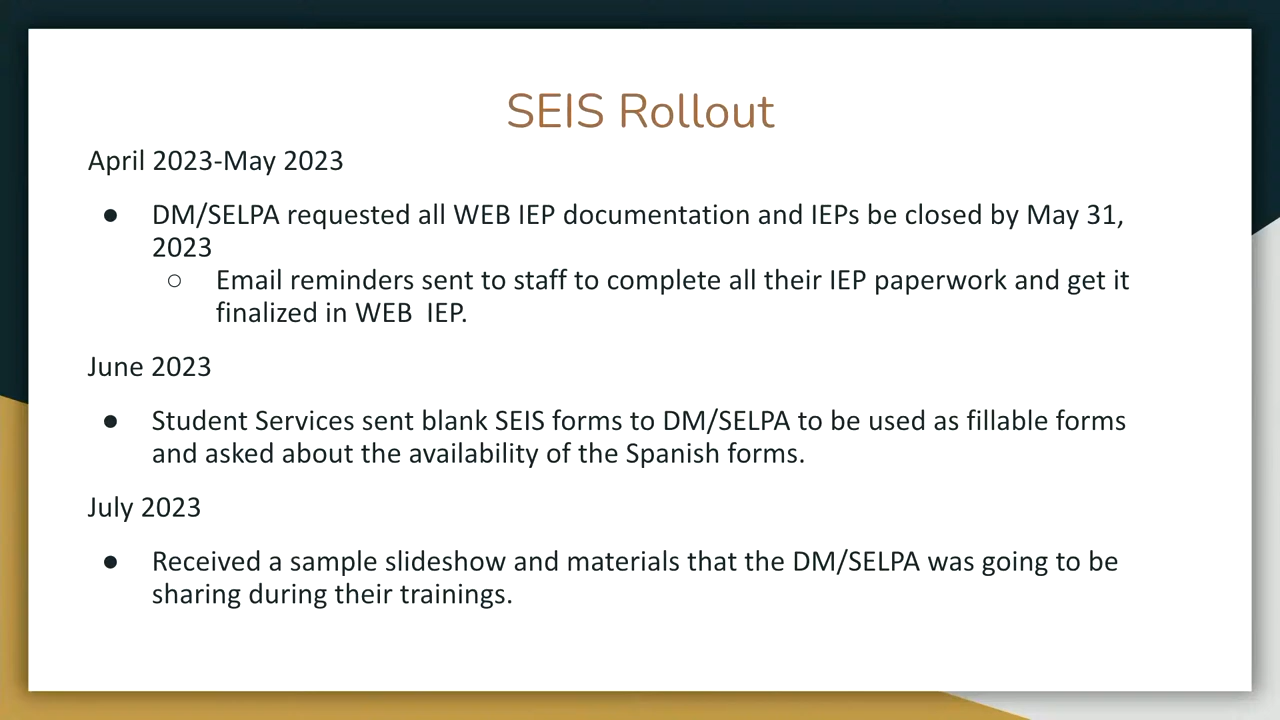 SEIS Rollout
April 2023-May 2023
● DM/SELPA requested all WEB IEP documentation and IEPs be closed by May 31,
2023
○ Email reminders sent to staff to complete all their IEP paperwork and get it
finalized in WEB  IEP.
June 2023
● Student Services sent blank SEIS forms to DM/SELPA to be used as fillable forms
and asked about the availability of the Spanish forms.
July 2023
● Received a sample slideshow and materials that the DM/SELPA was going to be
sharing during their trainings.